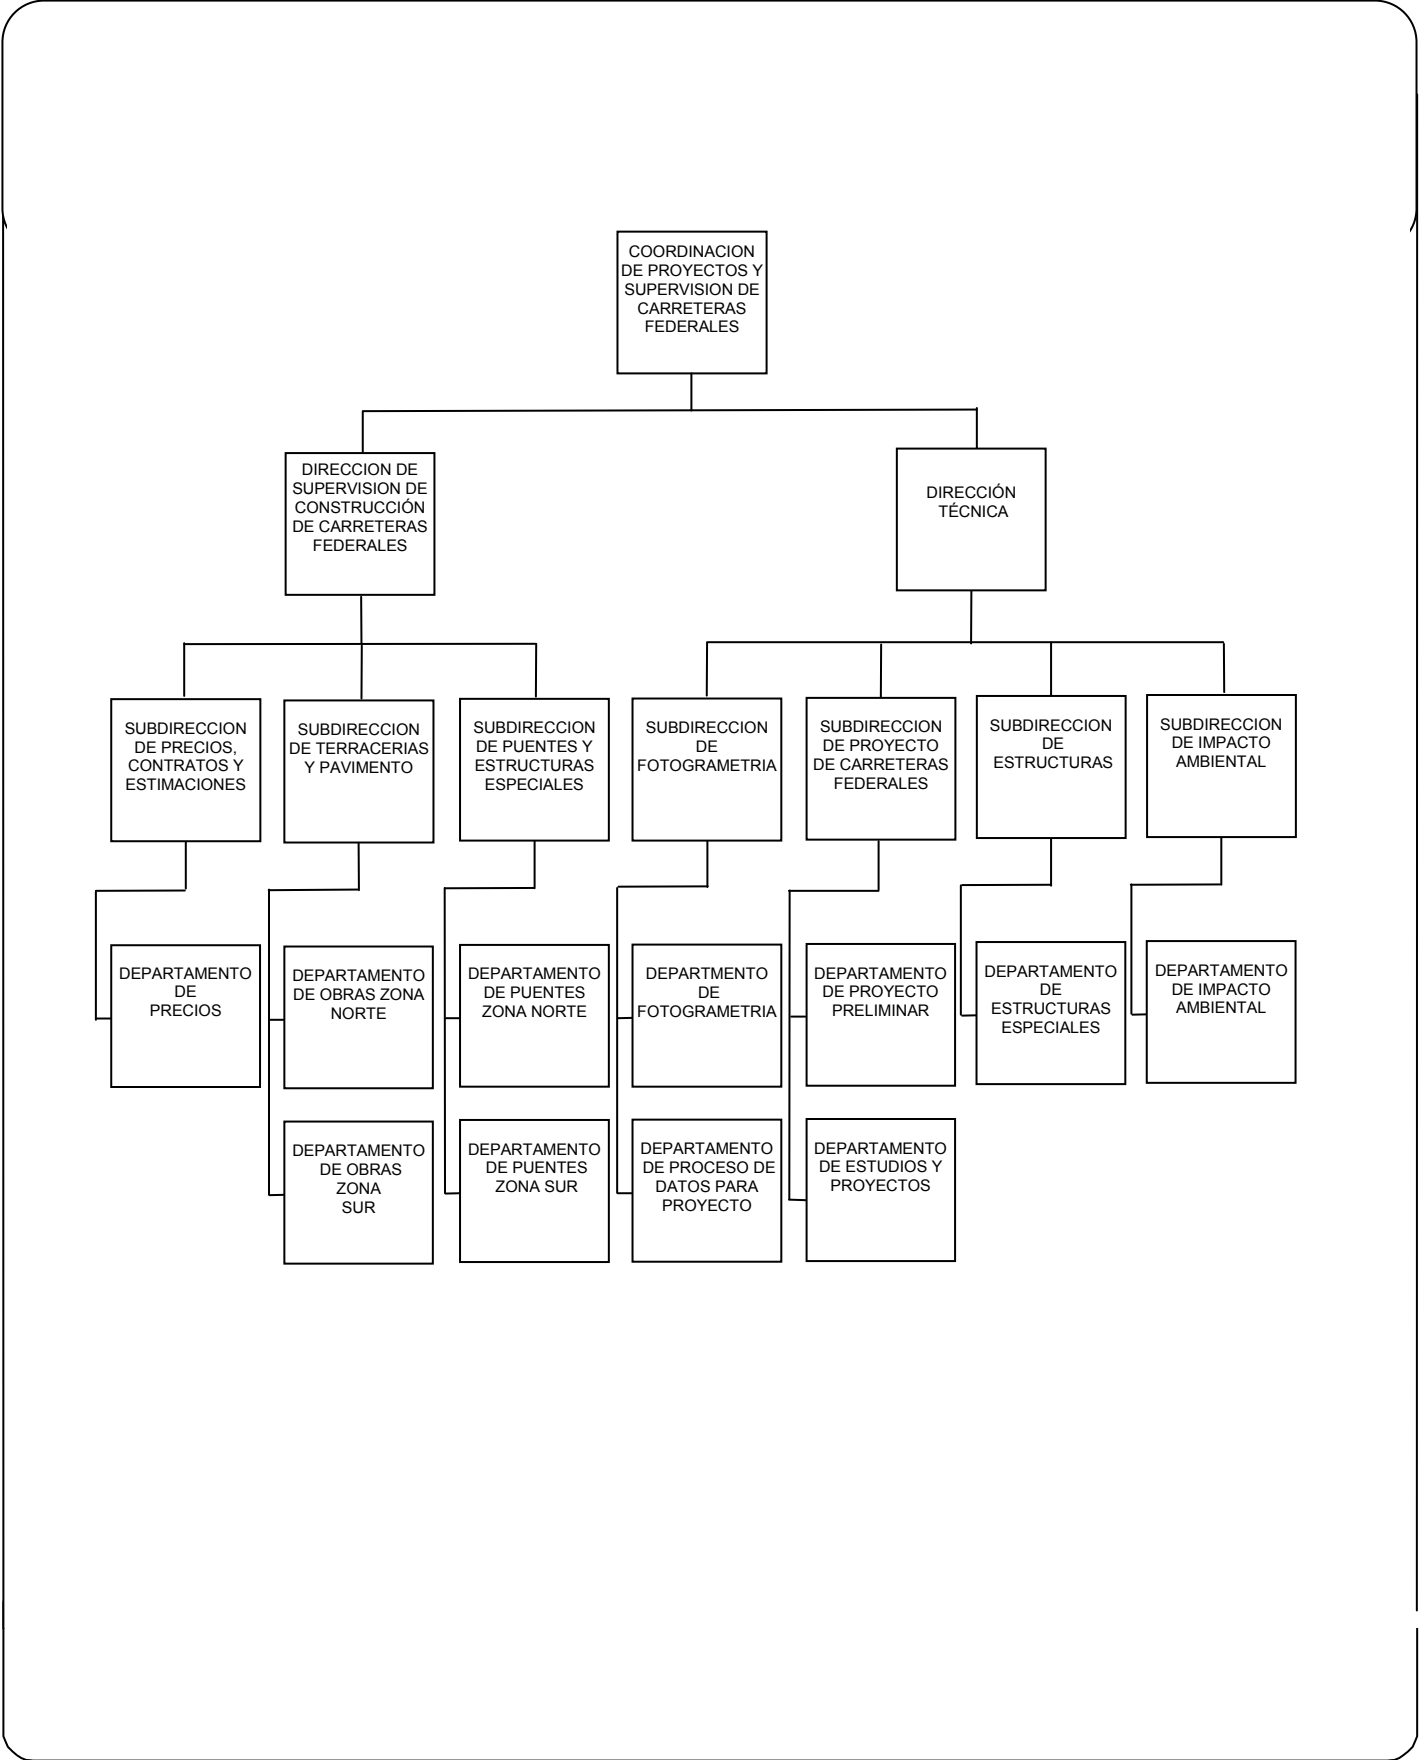 COORDINACION
DE PROYECTOS Y
SUPERVISION DE
CARRETERAS
FEDERALES
DIRECCION DE
SUPERVISION DE
CONSTRUCCIÓN
DE CARRETERAS
FEDERALES
DIRECCIÓN
TÉCNICA
SUBDIRECCION
DE PRECIOS,
CONTRATOS Y
ESTIMACIONES
SUBDIRECCION
DE TERRACERIAS
Y PAVIMENTO
SUBDIRECCION
DE PUENTES Y
ESTRUCTURAS
ESPECIALES
SUBDIRECCION
DE
FOTOGRAMETRIA
SUBDIRECCION
DE PROYECTO
DE CARRETERAS
FEDERALES
SUBDIRECCION
DE
ESTRUCTURAS
SUBDIRECCION
DE IMPACTO
AMBIENTAL
DEPARTAMENTO
DE
PRECIOS
DEPARTAMENTO
DE OBRAS ZONA
NORTE
DEPARTAMENTO
DE PUENTES
ZONA NORTE
DEPARTMENTO
DE
FOTOGRAMETRIA
DEPARTAMENTO
DE PROYECTO
PRELIMINAR
DEPARTAMENTO
DE
ESTRUCTURAS
ESPECIALES
DEPARTAMENTO
DE IMPACTO
AMBIENTAL
DEPARTAMENTO
DE OBRAS
ZONA
SUR
DEPARTAMENTO
DE PUENTES
ZONA SUR
DEPARTAMENTO
DE PROCESO DE
DATOS PARA
PROYECTO
DEPARTAMENTO
DE ESTUDIOS Y
PROYECTOS